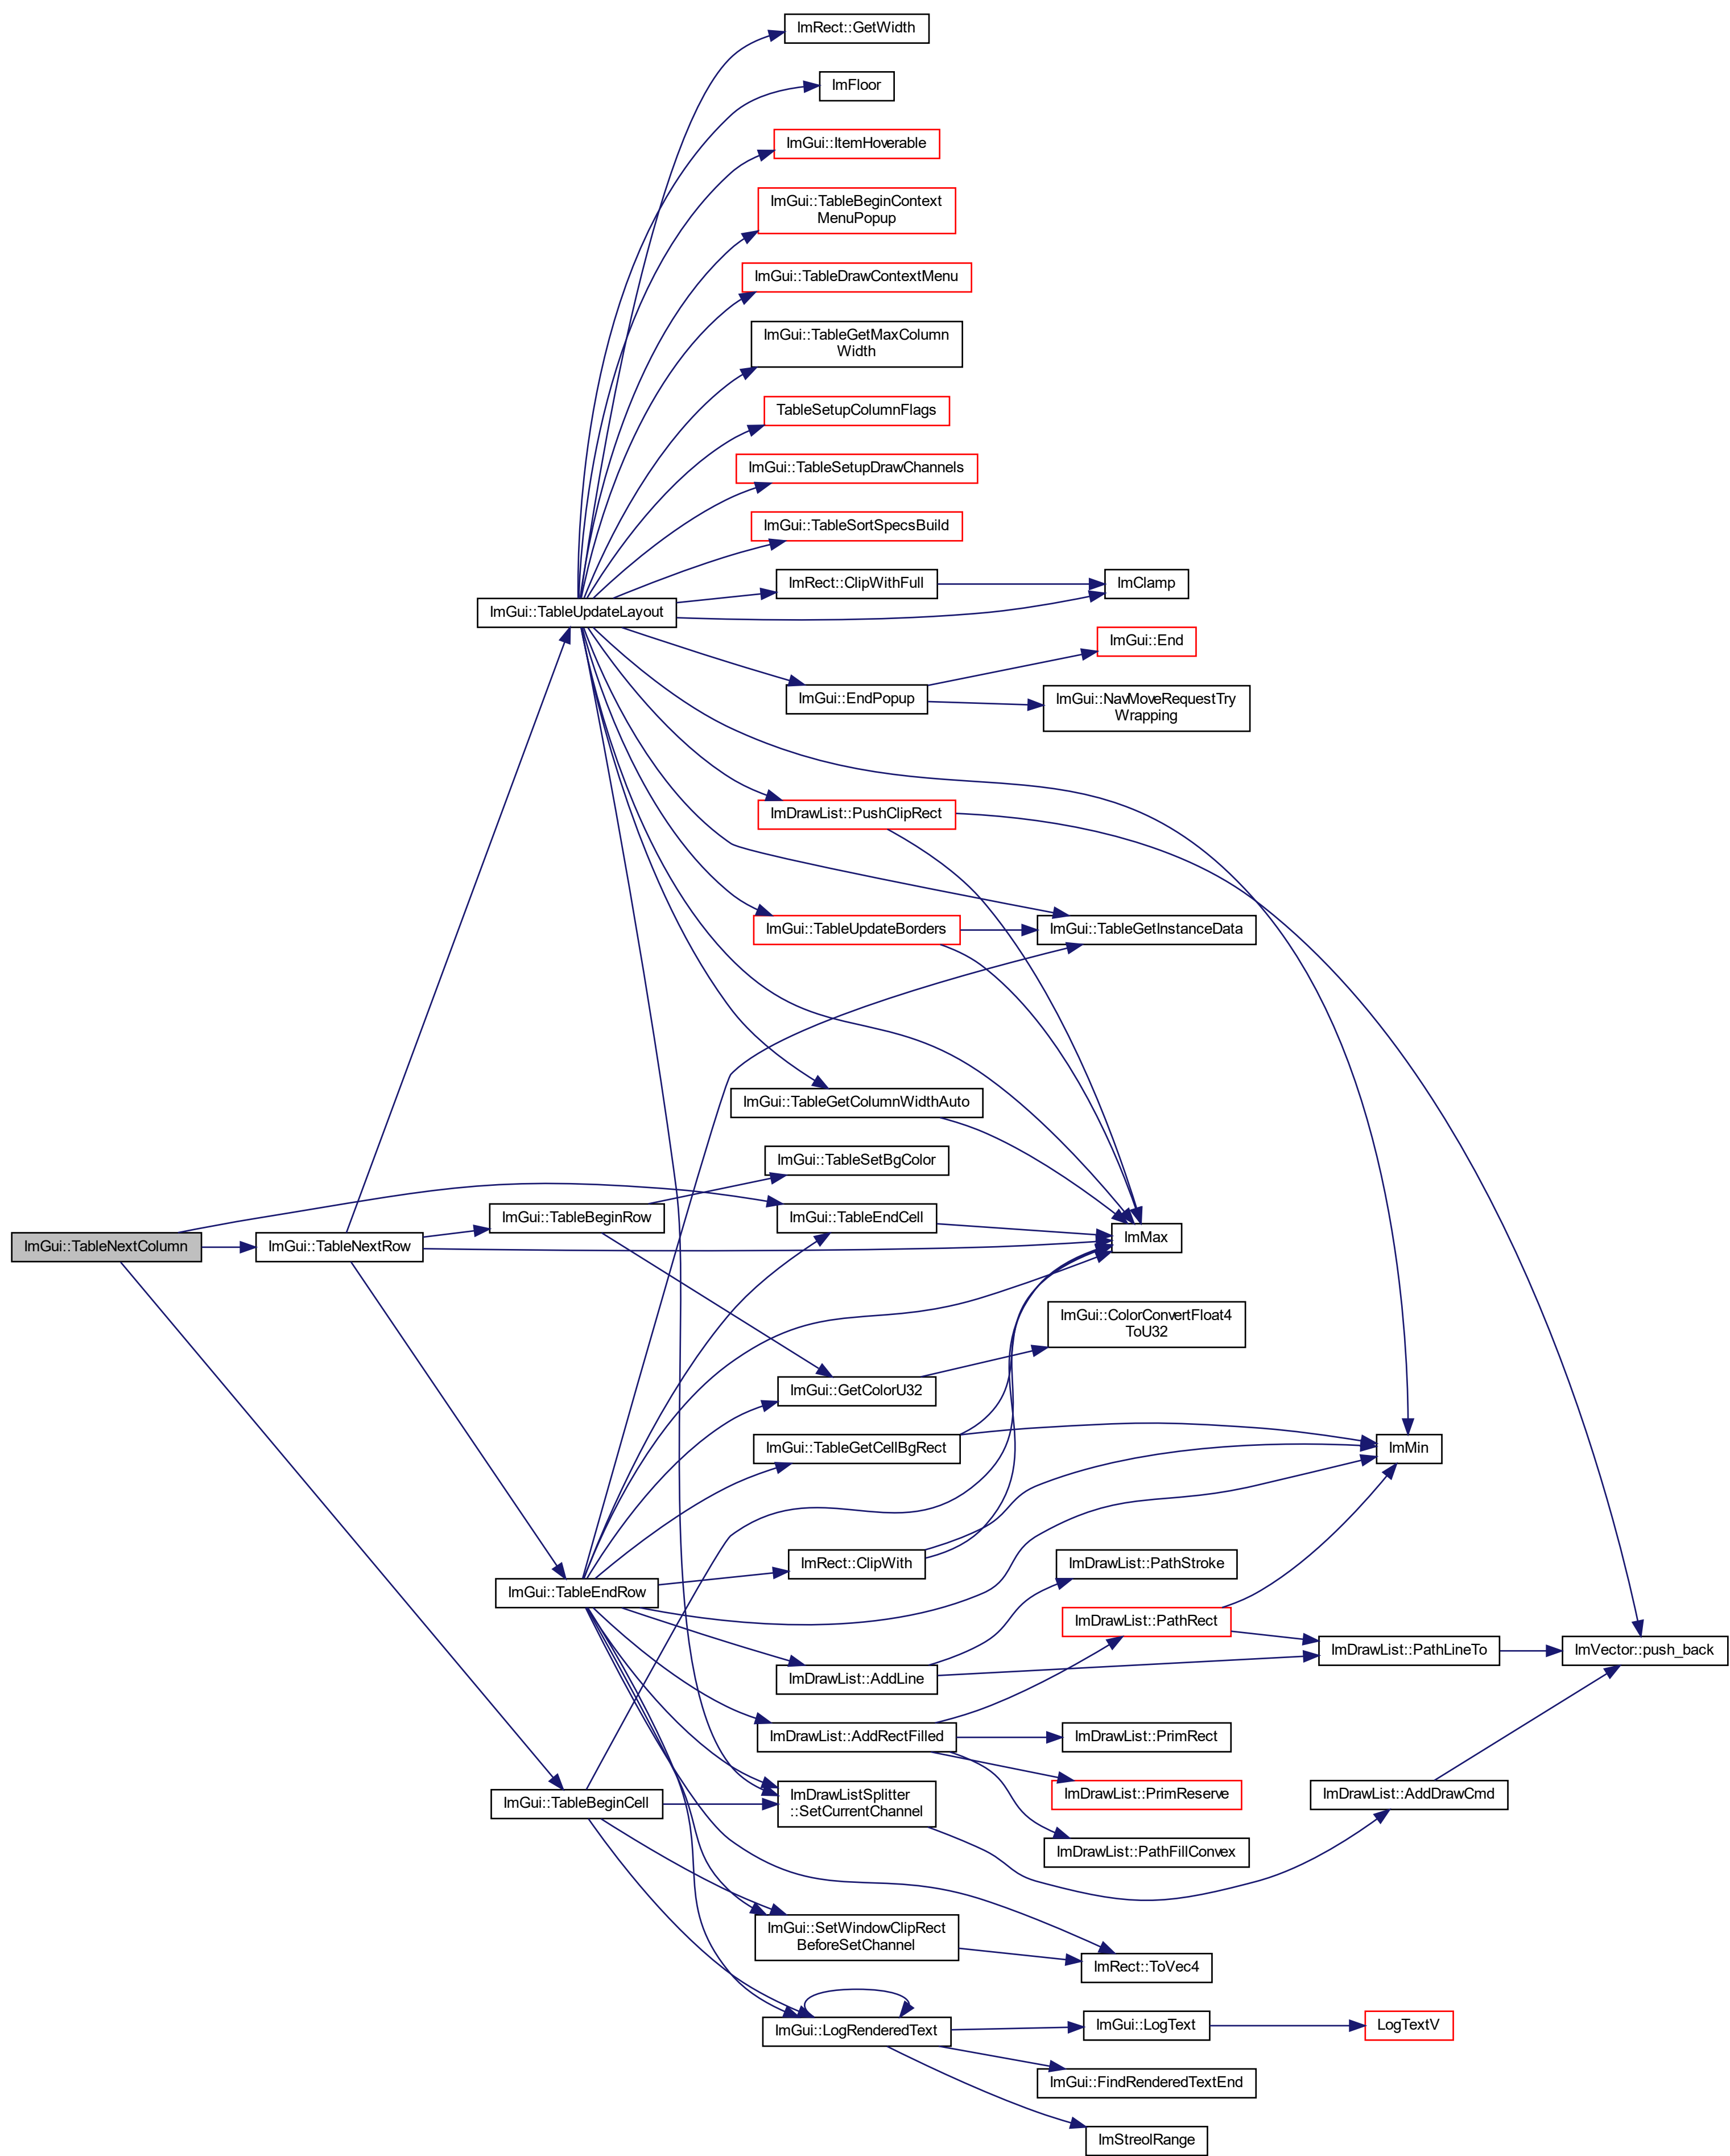 ImRect::GetWidth
ImFloor
ImGui::ItemHoverable
ImGui::TableBeginContext
MenuPopup
ImGui::TableDrawContextMenu
ImGui::TableGetMaxColumn
Width
TableSetupColumnFlags
ImGui::TableSetupDrawChannels
ImGui::TableSortSpecsBuild
ImRect::ClipWithFull
ImClamp
ImGui::TableUpdateLayout
ImGui::End
ImGui::EndPopup
ImGui::NavMoveRequestTry
Wrapping
ImDrawList::PushClipRect
ImGui::TableUpdateBorders
ImGui::TableGetInstanceData
ImGui::TableGetColumnWidthAuto
ImGui::TableSetBgColor
ImGui::TableBeginRow
ImGui::TableEndCell
ImGui::TableNextColumn
ImGui::TableNextRow
ImMax
ImGui::ColorConvertFloat4
ToU32
ImGui::GetColorU32
ImGui::TableGetCellBgRect
ImMin
ImRect::ClipWith
ImDrawList::PathStroke
ImGui::TableEndRow
ImDrawList::PathRect
ImDrawList::PathLineTo
ImVector::push_back
ImDrawList::AddLine
ImDrawList::AddRectFilled
ImDrawList::PrimRect
ImDrawList::PrimReserve
ImDrawList::AddDrawCmd
ImGui::TableBeginCell
ImDrawListSplitter
::SetCurrentChannel
ImDrawList::PathFillConvex
ImGui::SetWindowClipRect
BeforeSetChannel
ImRect::ToVec4
ImGui::LogRenderedText
ImGui::LogText
LogTextV
ImGui::FindRenderedTextEnd
ImStreolRange